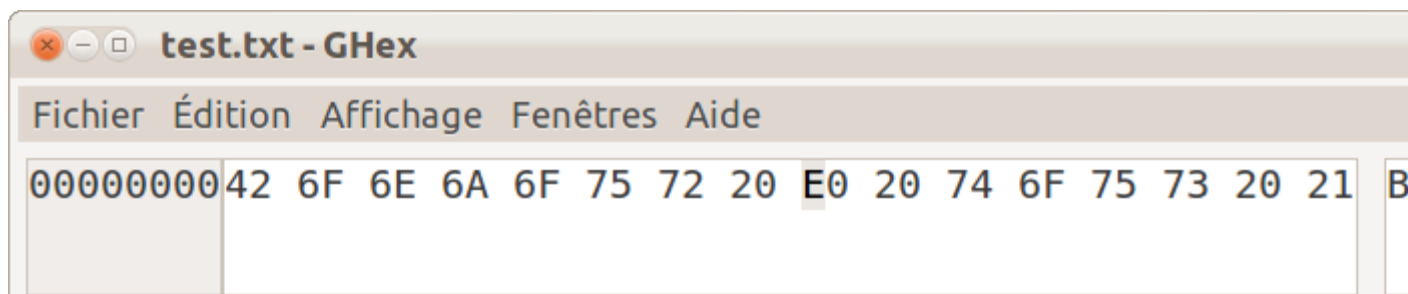 test.txt - GHex
Fichier Édition Affichage Fenêtres Aide
00000000 42 6F 6E 6A 6F 75 72 20 E0 20 74 6F 75 73 20 21 B